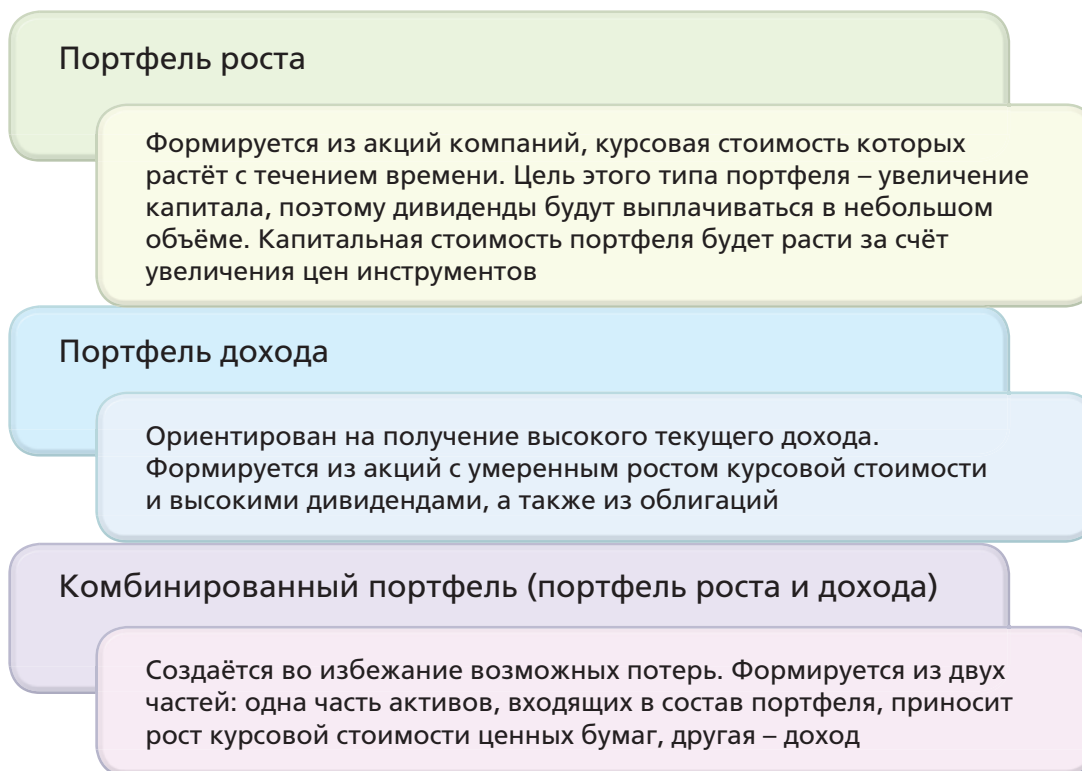 Портфель роста
Формируется из акций компаний, курсовая стоимость которых
растёт с течением времени. Цель этого типа портфеля – увеличение
капитала, поэтому дивиденды будут выплачиваться в небольшом
объёме. Капитальная стоимость портфеля будет расти за счёт
увеличения цен инструментов
Портфель дохода
Ориентирован на получение высокого текущего дохода.
Формируется из акций с умеренным ростом курсовой стоимости
и высокими дивидендами, а также из облигаций
Комбинированный портфель (портфель роста и дохода)
Создаётся во избежание возможных потерь. Формируется из двух
частей: одна часть активов, входящих в состав портфеля, приносит
рост курсовой стоимости ценных бумаг, другая – доход